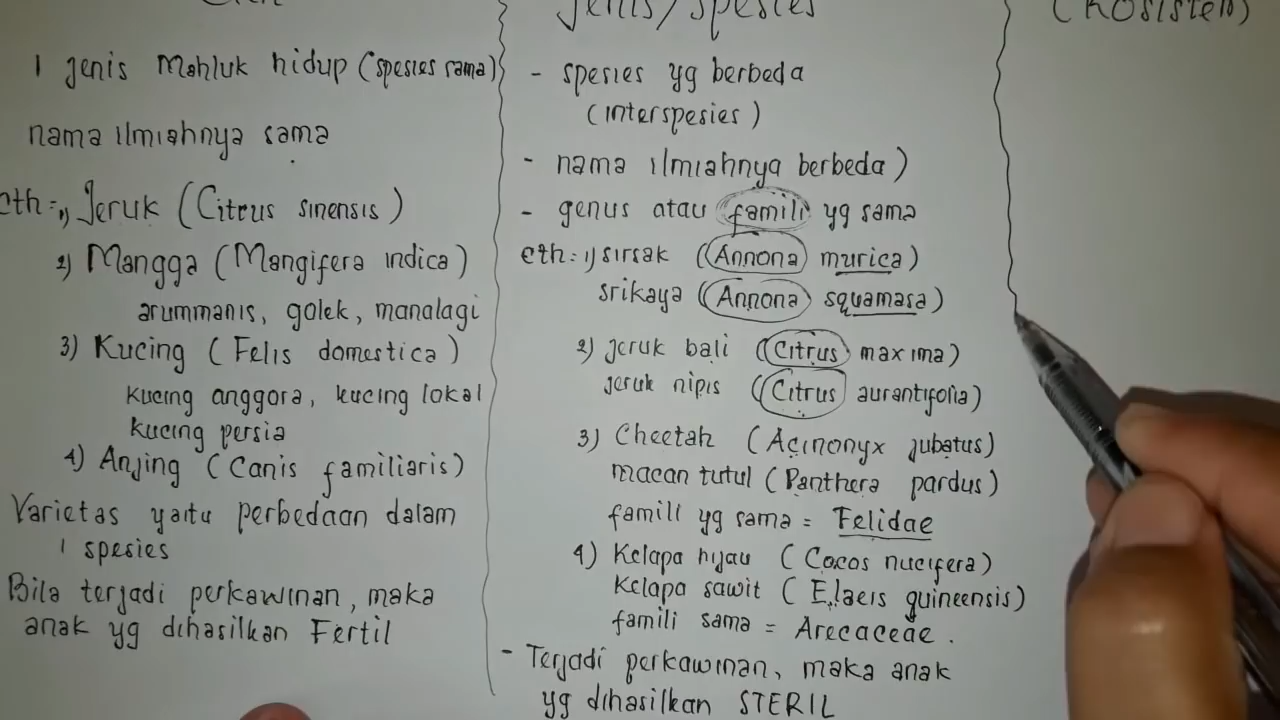 Jenis/Spesies
(Kosistem)
1 jenis Mahluk hidup (spesies sama)
nama ilmiahnya sama
cth = 1) Jeruk (Citrus sinensis)
2) Mangga (Mangifera indica)
arummanis, golek, manalagi
3) Kucing (Felis domestica)
kucing anggora, kucing lokal
kucing persia
4) Anjing (Canis familiaris)
Varietas yaitu perbedaan dalam
1 spesies
Bila terjadi perkawinan, maka
anak yg dihasilkan Fertil
- spesies yg berbeda
(interspesies)
- nama ilmiahnya berbeda)
- genus atau famili yg sama
cth = 1) sirsak (Annona murica)
srikaya (Annona squamasa)
2) jeruk bali (Citrus maxima)
jeruk nipis (Citrus aurantifolia)
3) Cheetah (Acinonyx jubatus)
macan tutul (Panthera pardus)
famili yg sama = Felidae
4) Kelapa hijau (Cocos nucifera)
Kelapa sawit (Elaeis guineensis)
famili sama = Arecaceae.
- Terjadi perkawinan, maka anak
yg dihasilkan STERIL